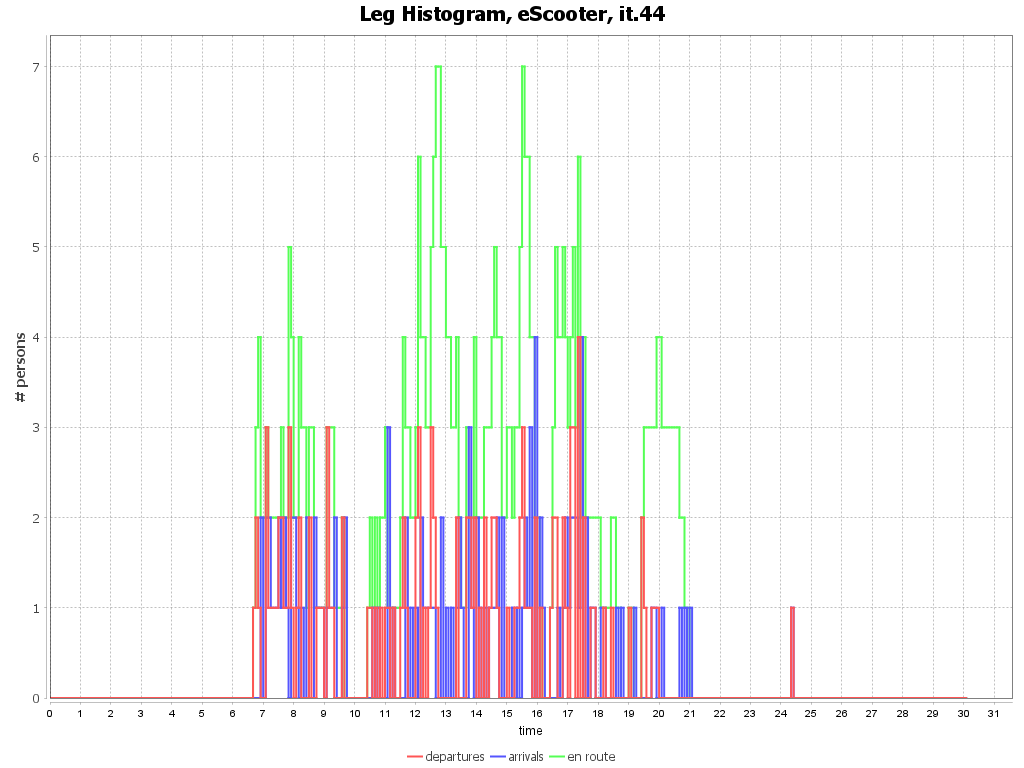 Leg Histogram, eScooter, it.44
# persons
7
6
5
4
3
2
1
0
0 1 2 3 4 5 6 7 8 9 10 11 12 13 14 15 16 17 18 19 20 21 22 23 24 25 26 27 28 29 30 31
time
departures arrivals en route